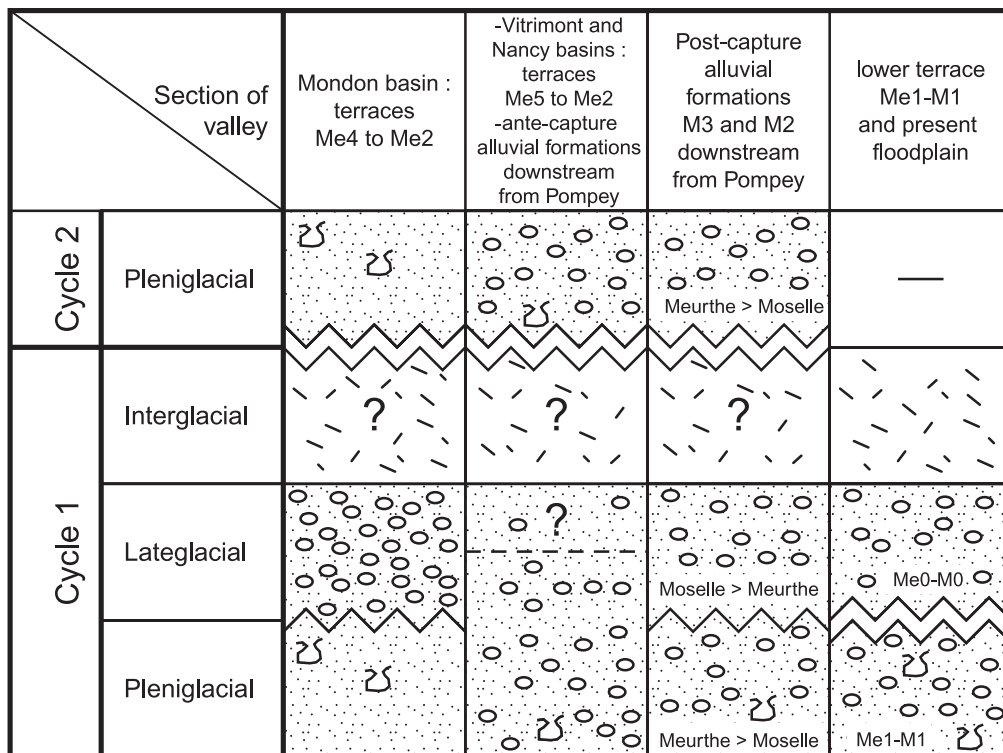 Section of
valley
Mondon basin :
terraces
Me4 to Me2
-Vitrimont and
Nancy basins :
terraces
Me5 to Me2
-ante-capture
alluvial formations
downstream
from Pompey
Post-capture
alluvial
formations
M3 and M2
downstream
from Pompey
lower terrace
Me1-M1
and present
floodplain
Cycle 2
Pleniglacial
Meurthe > Moselle
—
Cycle 1
Interglacial
?
?
?
Lateglacial
?
Moselle > Meurthe
Me0-M0
Pleniglacial
Meurthe > Moselle
Me1-M1